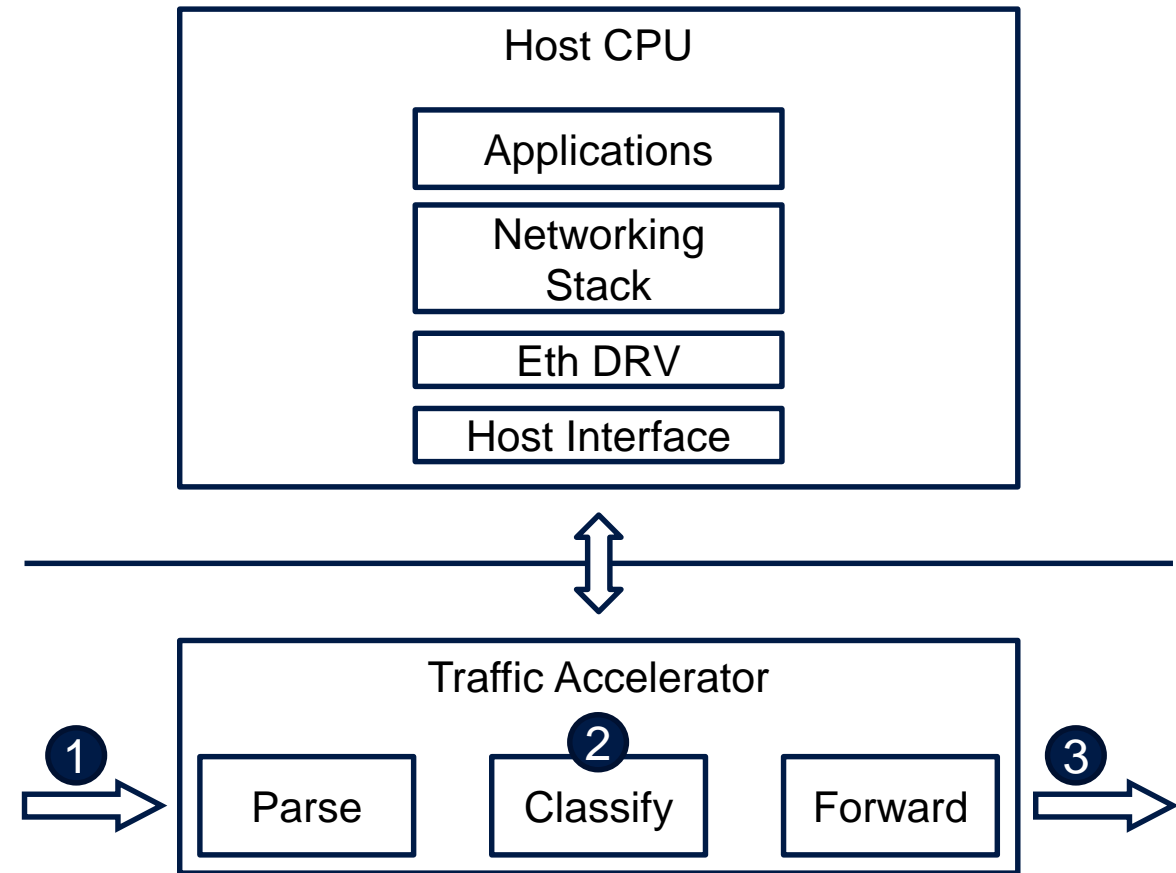 Host CPU
Applications
Networking
Stack
Eth DRV
Host Interface
Traffic Accelerator
1
2
3
Parse
Classify
Forward